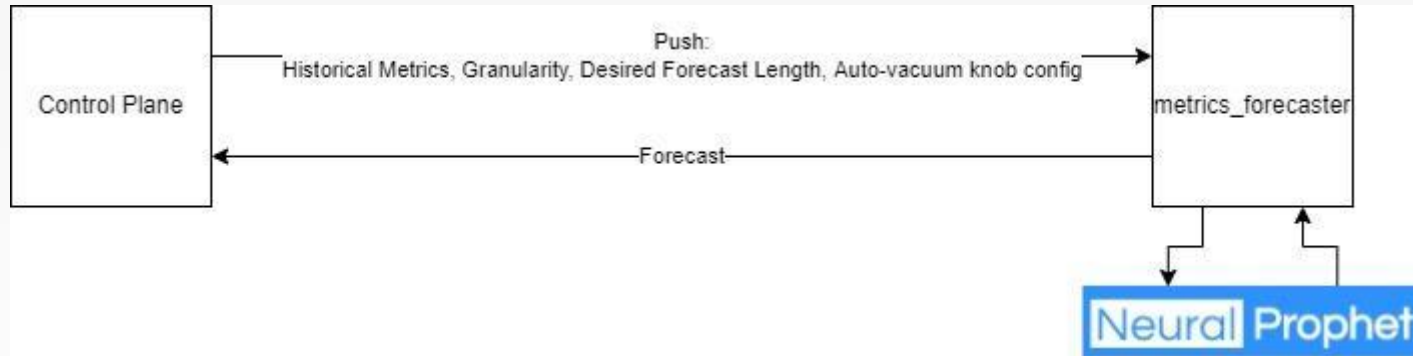 Push:
Historical Metrics, Granularity, Desired Forecast Length, Auto-vacuum knob config
Control Plane
metrics_forecaster
Forecast
Neural Prophet